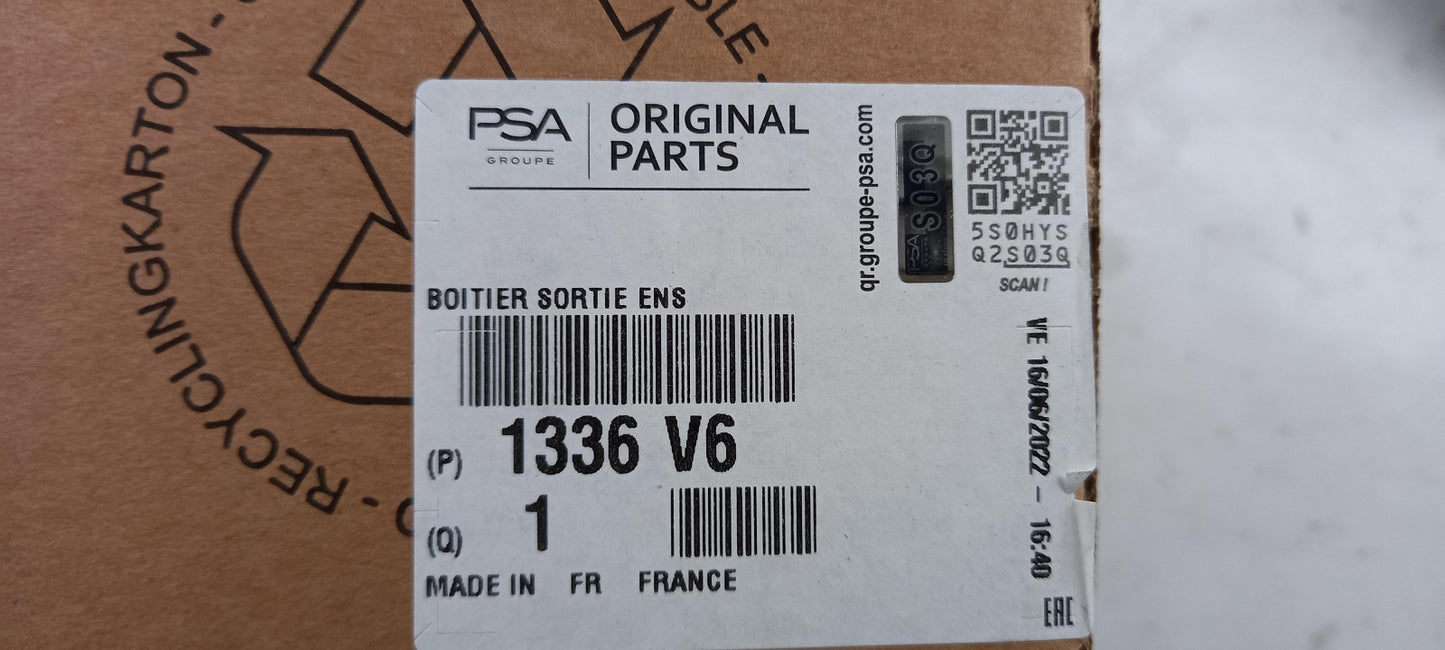 RECYCLINGKARTON -
PSA
GROUPE
ORIGINAL
PARTS
qr.groupe-psa.com
S03Q
5S0HYS
Q2S03Q
SCAN!
BOITIER SORTIE ENS
(P) 1336 V6
(Q) 1
MADE IN FR FRANCE
VE 16/06/2022 - 16:40
EAC